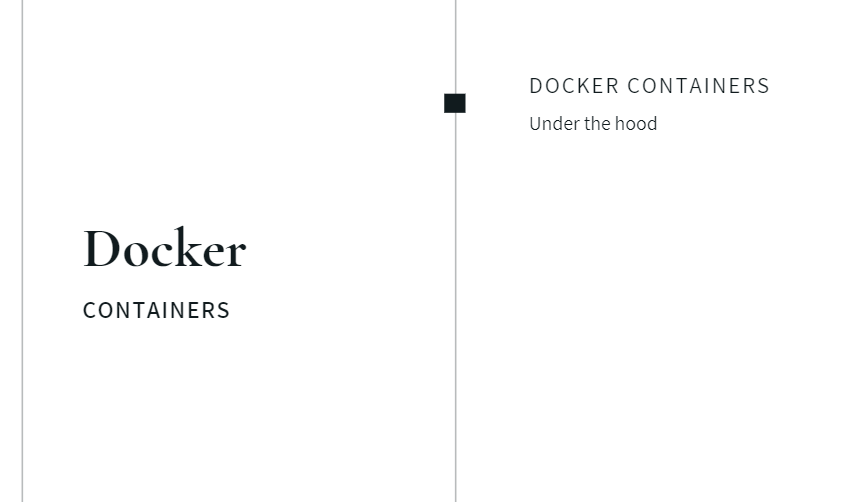 Docker
CONTAINERS
DOCKER CONTAINERS
Under the hood